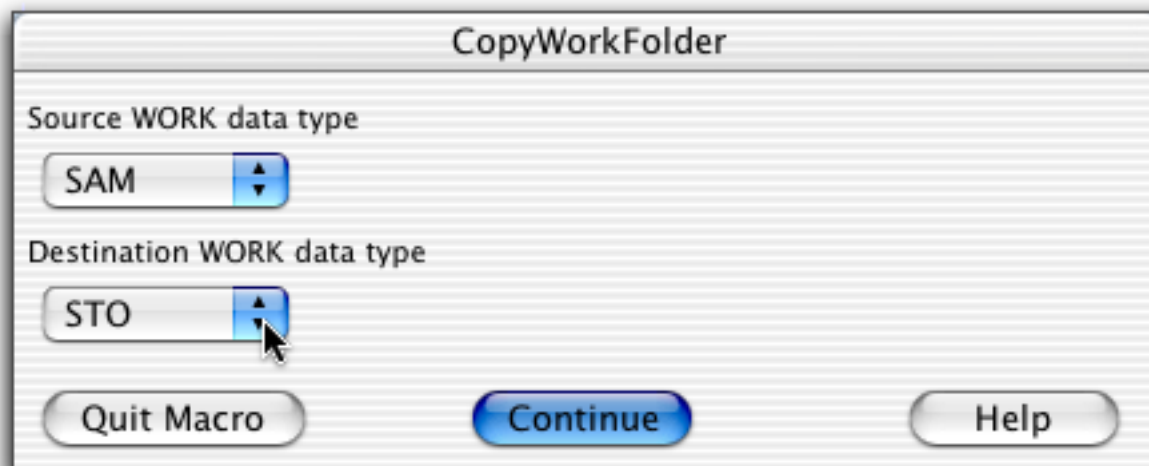 CopyWorkFolder
Source WORK data type
SAM
Destination WORK data type
STO
Quit Macro Continue Help